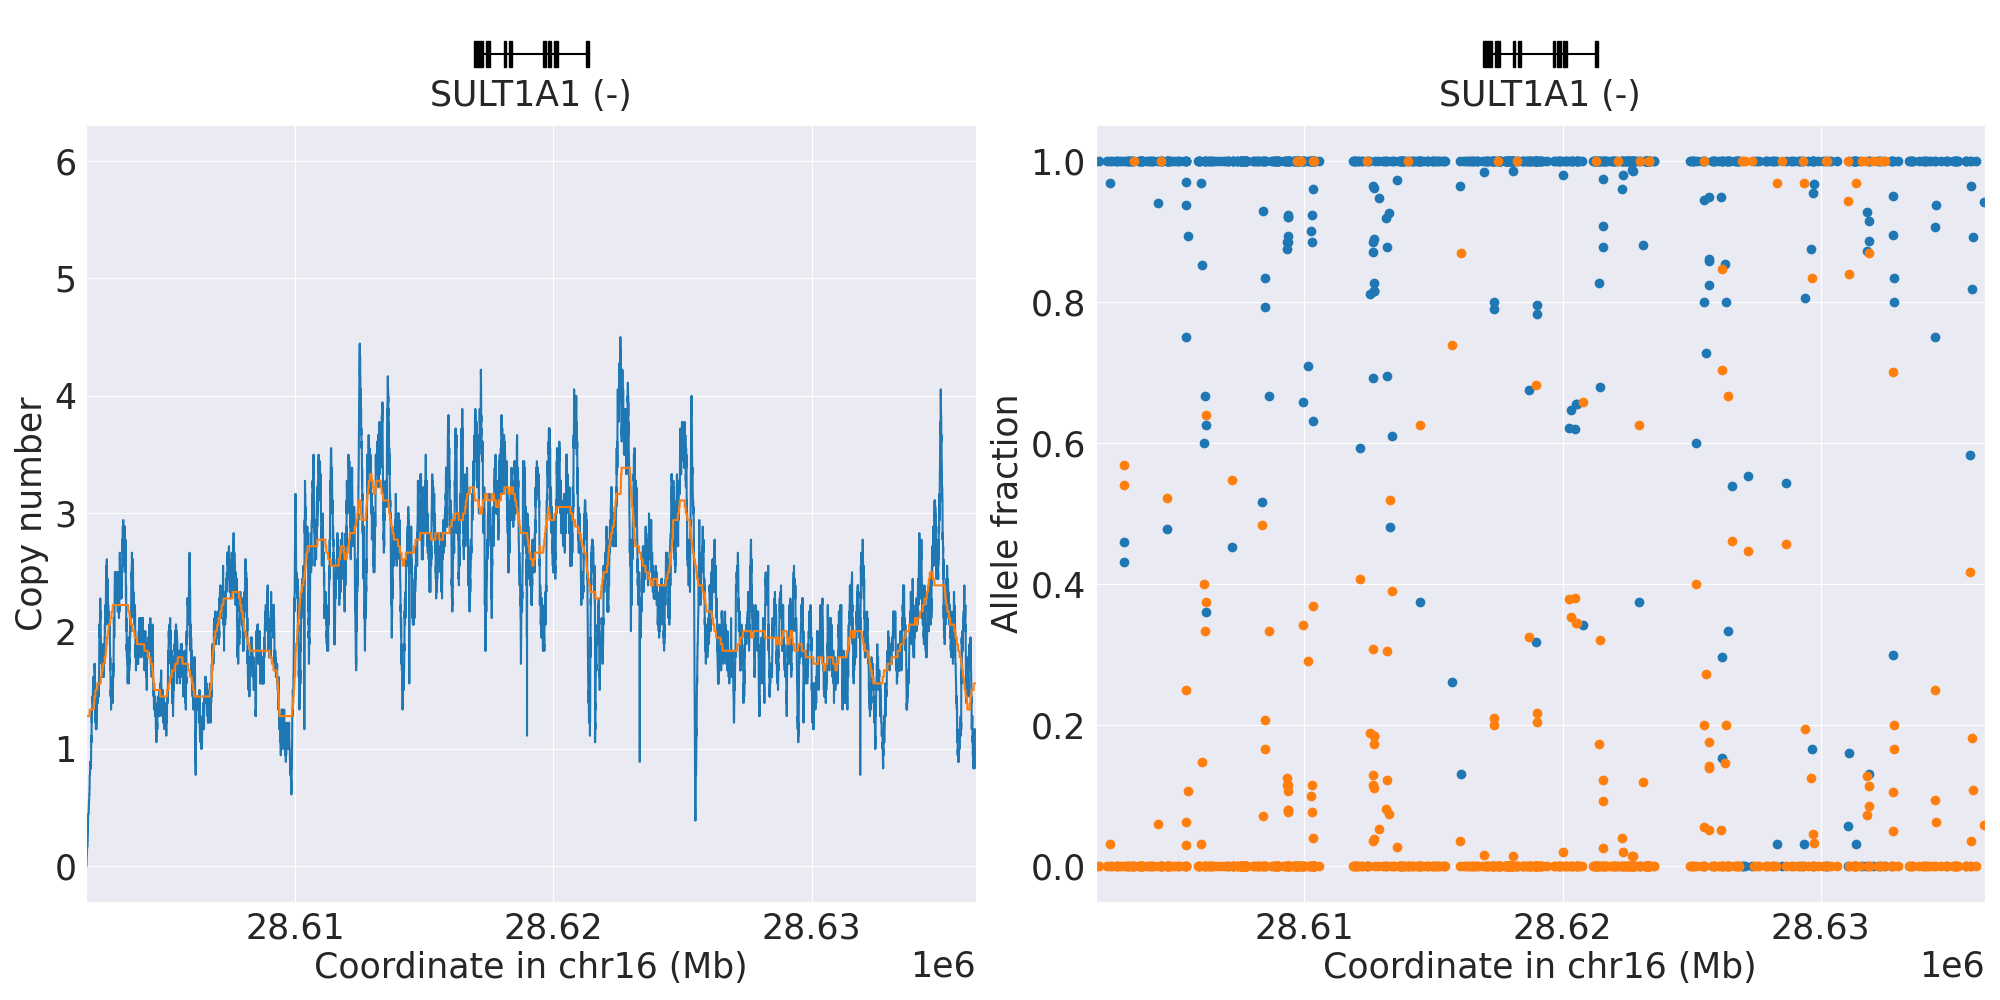 SULT1A1 (-)
6
5
4
3
2
1
0
Copy number
28.61
28.62
28.63
Coordinate in chr16 (Mb)
1e6
SULT1A1 (-)
1.0
0.8
0.6
0.4
0.2
0.0
Allele fraction
28.61
28.62
28.63
Coordinate in chr16 (Mb)
1e6